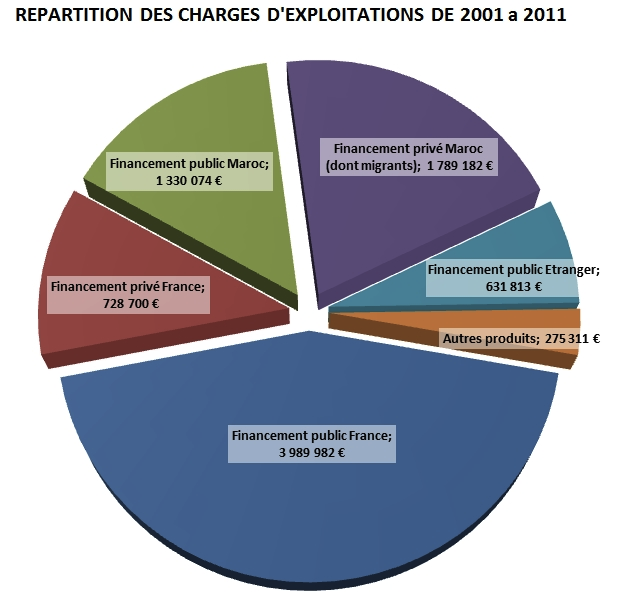 REPARTITION DES CHARGES D'EXPLOITATIONS DE 2001 a 2011
Financement privé Maroc
(dont migrants); 1 789 182 €
Financement public Maroc;
1 330 074 €
Financement public Etranger;
631 813 €
Financement privé France;
728 700 €
Autres produits; 275 311 €
Financement public France;
3 989 982 €